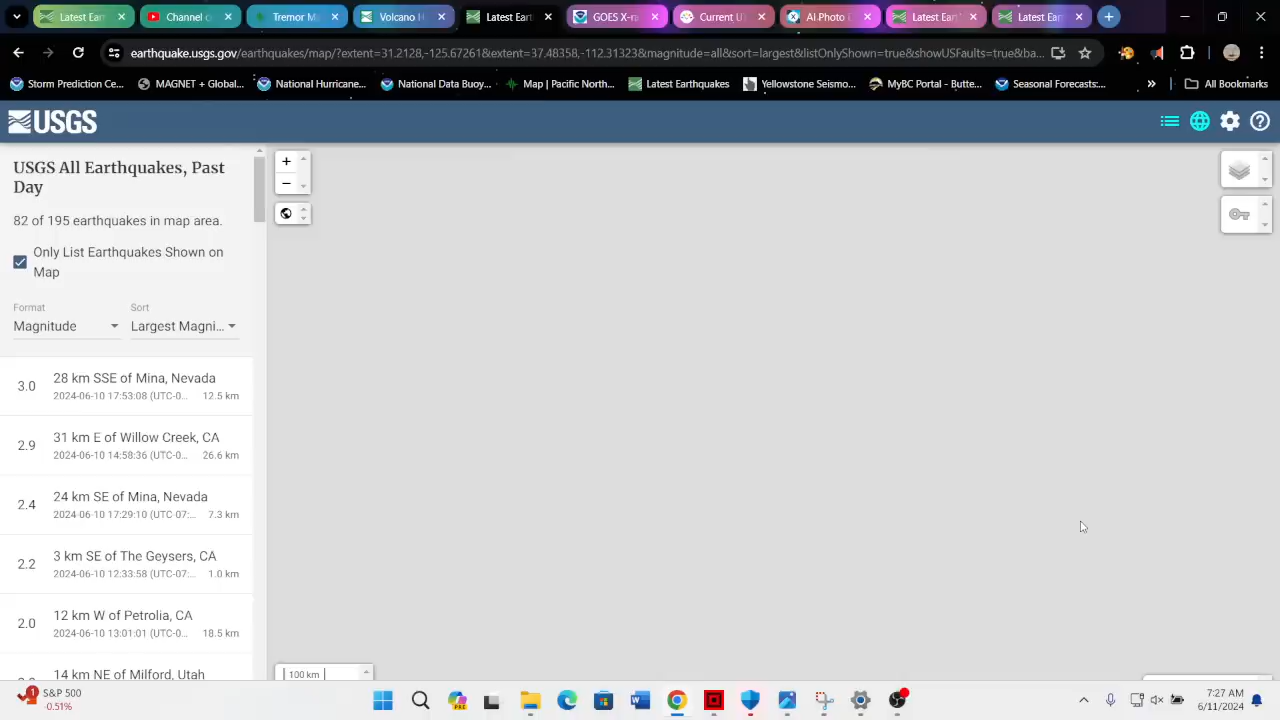 Latest Eart
Channel c
Tremor M
Volcano H
Latest Eart
GOES X-ra
Current UT
AI Photo
Latest Ear
Latest Ear
earthquake.usgs.gov/earthquakes/map/?extent=31.2128,-125.67261&extent=37.48358,-112.31323&magnitude=all&sort=largest&listOnlyShown=true&showUSFaults=true&ba...
Storm Prediction Ce...
MAGNET + Global...
National Hurricane...
National Data Buoy...
Map | Pacific North...
Latest Earthquakes
Yellowstone Seismo...
MyBC Portal - Butte...
Seasonal Forecasts:...
»
All Bookmarks
USGS
USGS All Earthquakes, Past
Day
82 of 195 earthquakes in map area.
Only List Earthquakes Shown on
Map
Format
Sort
Magnitude
Largest Magni...
3.0
28 km SSE of Mina, Nevada
2024-06-10 17:53:08 (UTC-0... 12.5 km
2.9
31 km E of Willow Creek, CA
2024-06-10 14:58:36 (UTC-0... 26.6 km
2.4
24 km SE of Mina, Nevada
2024-06-10 17:29:10 (UTC-07:... 7.3 km
2.2
3 km SE of The Geysers, CA
2024-06-10 12:33:58 (UTC-07:... 1.0 km
2.0
12 km W of Petrolia, CA
2024-06-10 13:01:01 (UTC-0... 18.5 km
14 km NE of Milford, Utah
+
−
100 km
1
S&P 500
-0.51%
7:27 AM
6/11/2024